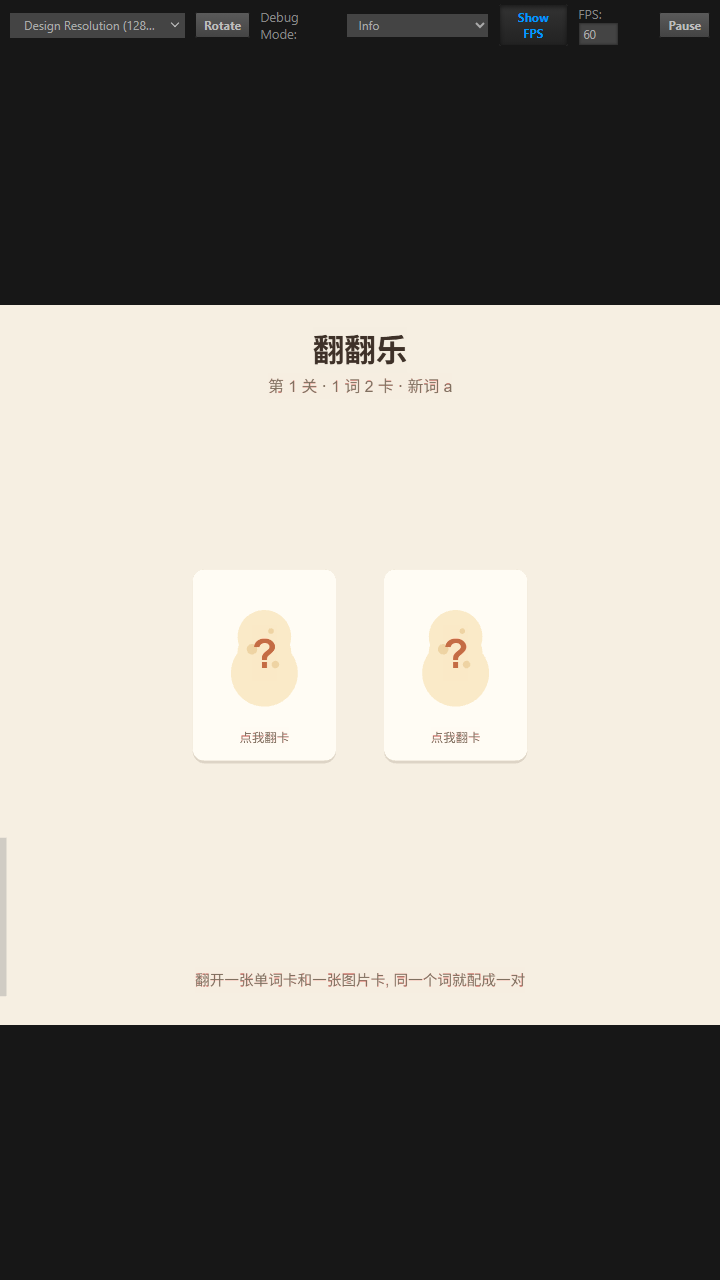 Design Resolution (128...
Rotate
Debug Mode:
Info
Show FPS
FPS:
60
Pause
翻翻乐
第 1 关 · 1 词 2 卡 · 新词 a
?
?
点我翻卡
点我翻卡
翻开一张单词卡和一张图片卡, 同一个词就配成一对